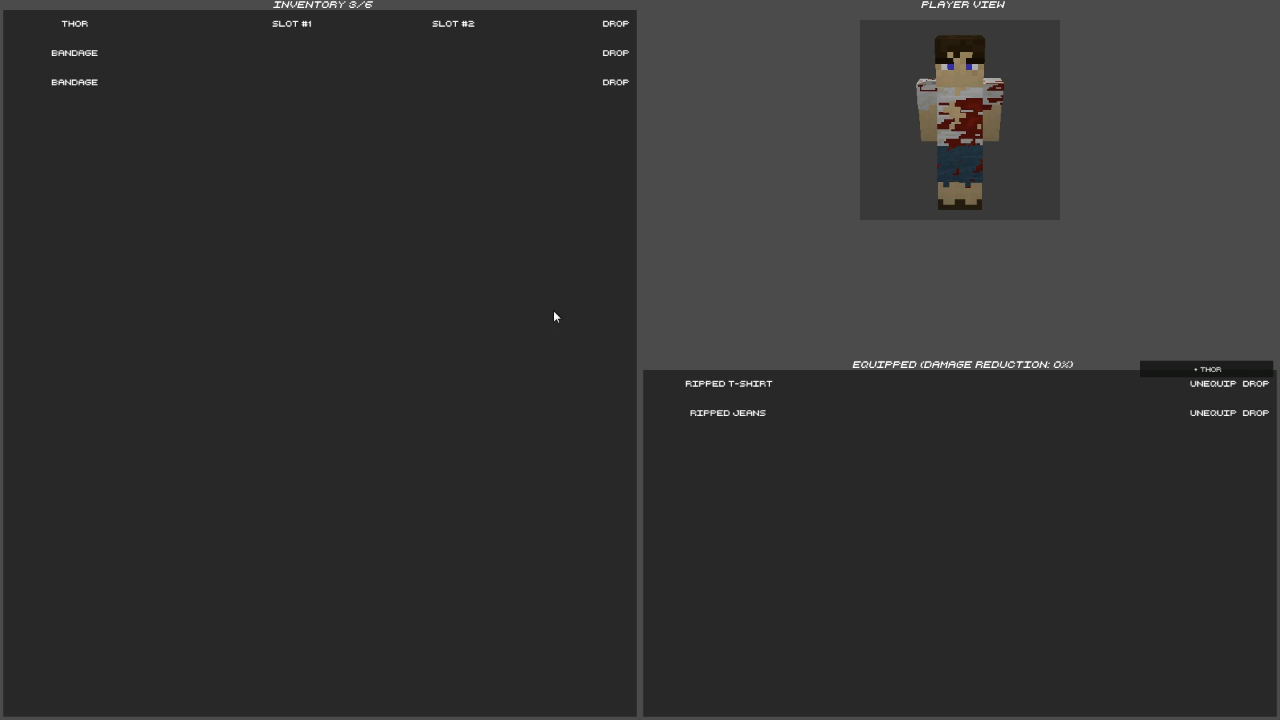 INVENTORY 3/6
THOR SLOT #1 SLOT #2 DROP
BANDAGE DROP
BANDAGE DROP
PLAYER VIEW
EQUIPPED (DAMAGE REDUCTION: 0%)
+ THOR
RIPPED T-SHIRT UNEQUIP DROP
RIPPED JEANS UNEQUIP DROP